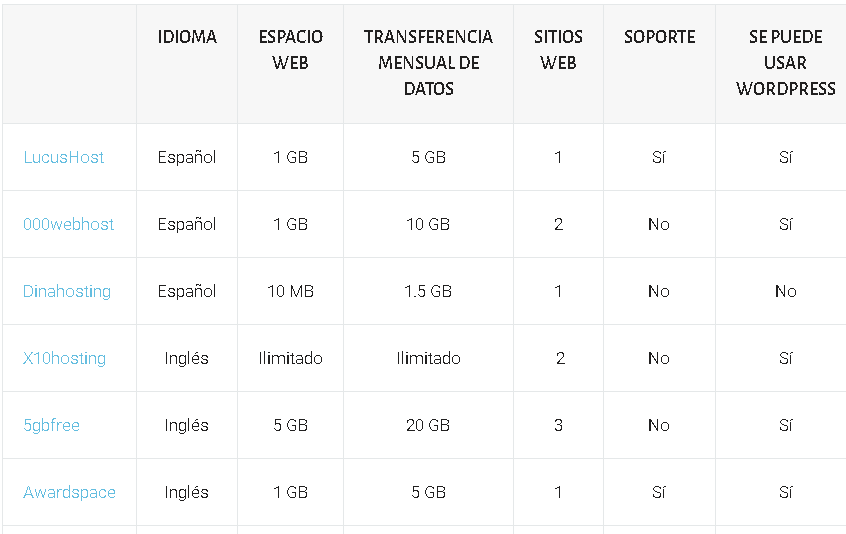 IDIOMA ESPACIO WEB TRANSFERENCIA MENSUAL DE DATOS SITIOS WEB SOPORTE SE PUEDE USAR WORDPRESS
LucusHost Español 1 GB 5 GB 1 Sí Sí
000webhost Español 1 GB 10 GB 2 No Sí
Dinahosting Español 10 MB 1.5 GB 1 No No
X10hosting Inglés Ilimitado Ilimitado 2 No Sí
5gbfree Inglés 5 GB 20 GB 3 No Sí
Awardspace Inglés 1 GB 5 GB 1 Sí Sí